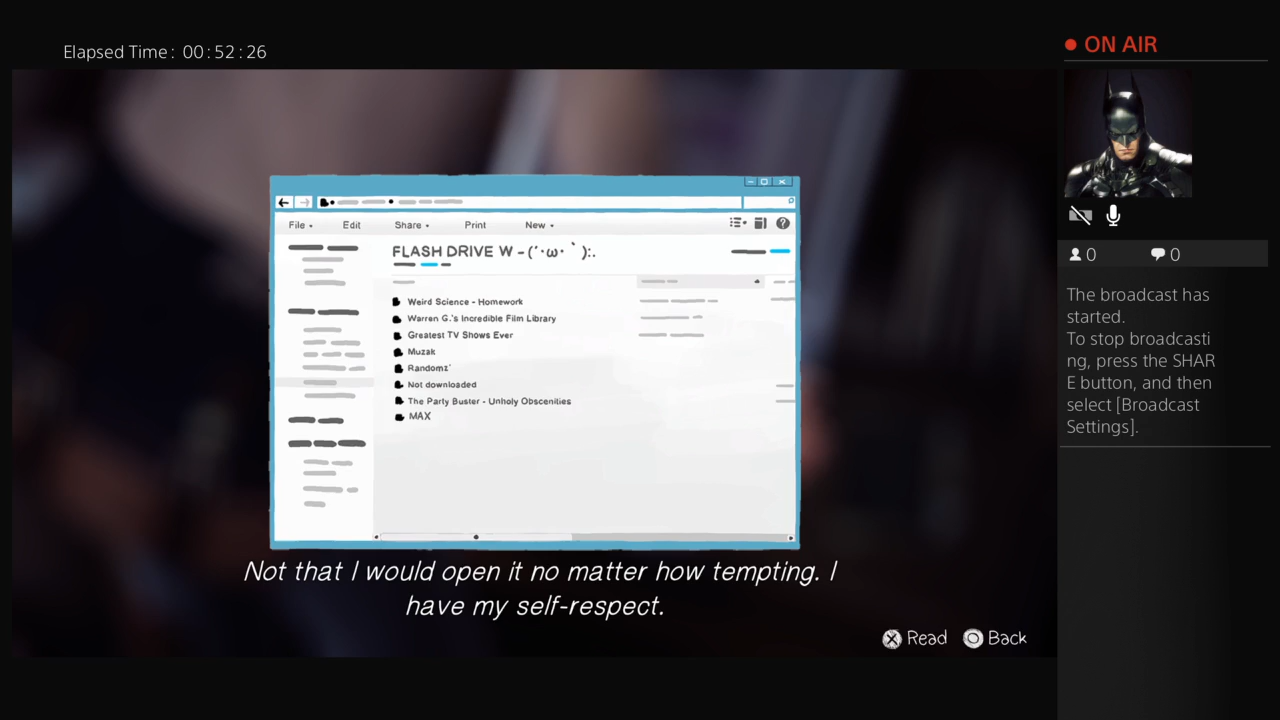 Elapsed Time: 00:52:26
ON AIR
File
Edit
Share
Print
New
FLASH DRIVE W - (´･ω･`):.
Weird Science - Homework
Warren G.'s Incredible Film Library
Greatest TV Shows Ever
Muzak
Randomz'
Not downloaded
The Party Buster - Unholy Obscenities
MAX
Not that I would open it no matter how tempting. I
have my self-respect.
Read
Back
0
0
The broadcast has
started.
To stop broadcasti
ng, press the SHAR
E button, and then
select [Broadcast
Settings].